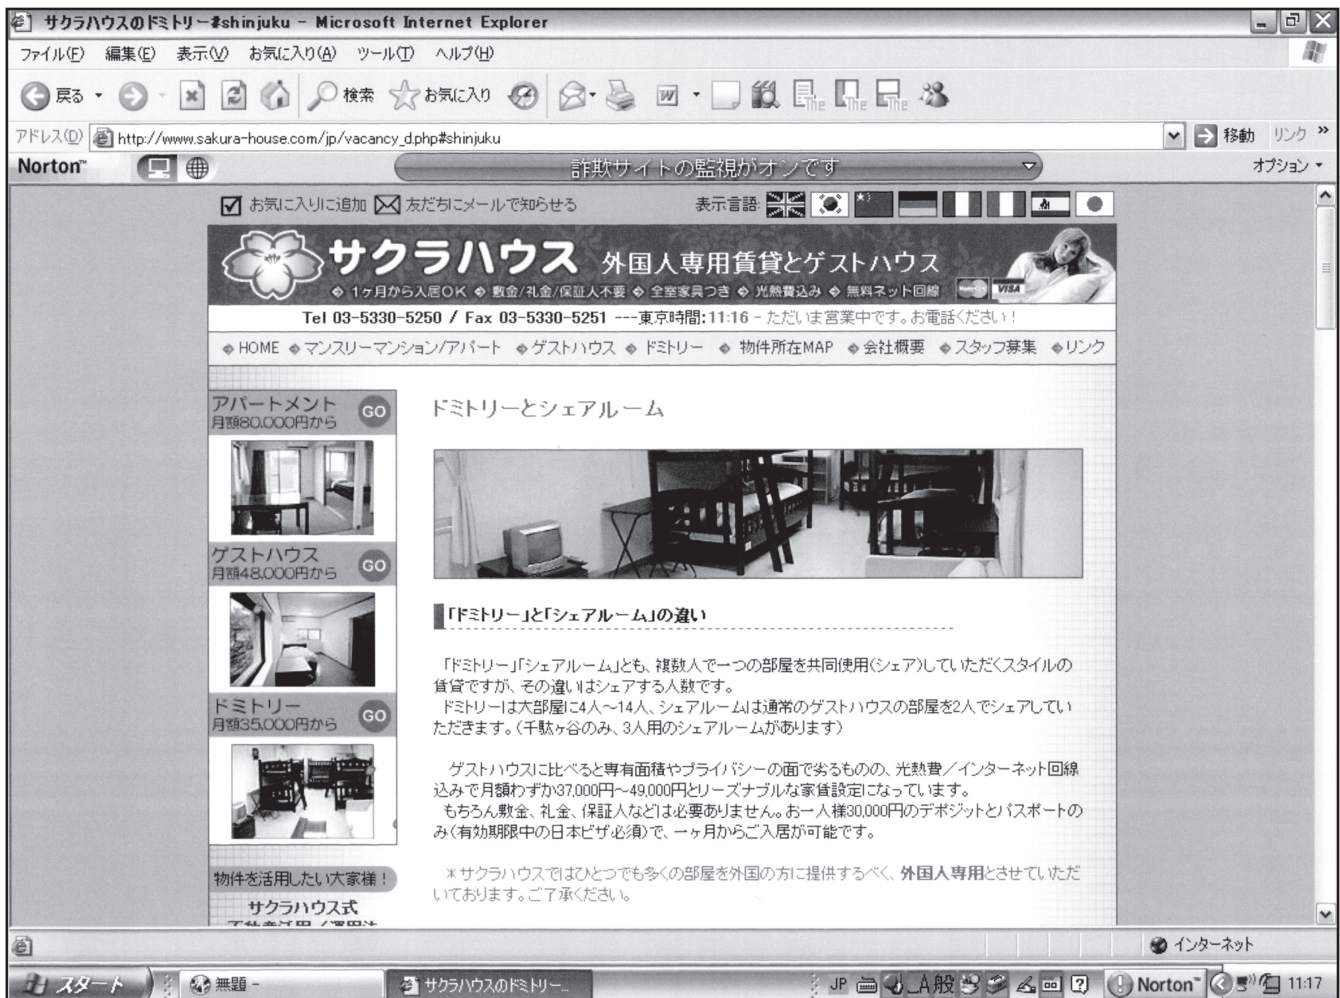 サクラハウスのドミトリー#shinjuku - Microsoft Internet Explorer
ファイル(F) 編集(E) 表示(V) お気に入り(A) ツール(T) ヘルプ(H)
戻る 検索 お気に入り
アドレス(D) http://www.sakura-house.com/jp/vacancy_d.php#shinjuku 移動 リンク »
Norton™ 詐欺サイトの監視がオンです オプション
お気に入りに追加 友だちにメールで知らせる 表示言語:
サクラハウス 外国人専用賃貸とゲストハウス
1ヶ月から入居OK 敷金/礼金/保証人不要 全室家具つき 光熱費込み 無料ネット回線 MasterCard VISA
Tel 03-5330-5250 / Fax 03-5330-5251 ---東京時間:11:16 - ただいま営業中です。お電話ください!
HOME マンスリーマンション/アパート ゲストハウス ドミトリー 物件所在MAP 会社概要 スタッフ募集 リンク
アパートメント
月額80,000円から GO
ゲストハウス
月額48,000円から GO
ドミトリー
月額35,000円から GO
物件を活用したい大家様!
サクラハウス式
ドミトリーとシェアルーム
「ドミトリー」と「シェアルーム」の違い
「ドミトリー」「シェアルーム」とも、複数人で一つの部屋を共同使用(シェア)していただくスタイルの
賃貸ですが、その違いはシェアする人数です。
ドミトリーは大部屋に4人～14人、シェアルームは通常のゲストハウスの部屋を2人でシェアしてい
ただきます。(千駄ヶ谷のみ、3人用のシェアルームがあります)
ゲストハウスに比べると専有面積やプライバシーの面で劣るものの、光熱費／インターネット回線
込みで月額わずか37,000円～49,000円とリーズナブルな家賃設定になっています。
もちろん敷金、礼金、保証人などは必要ありません。お一人様30,000円のデポジットとパスポートの
み(有効期限中の日本ビザ必須)で、一ヶ月からご入居が可能です。
＊サクラハウスではひとつでも多くの部屋を外国の方に提供するべく、外国人専用とさせていただ
いております。ご了承ください。
インターネット
スタート 無題 - サクラハウスのドミトリー... JP A般 Norton™ 11:17